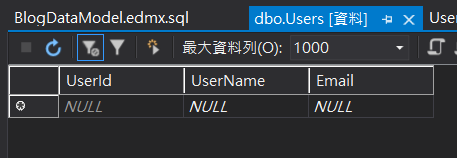 BlogDataModel.edmx.sql dbo.Users [資料] User
最大資料列(O): 1000
UserId UserName Email
NULL NULL NULL